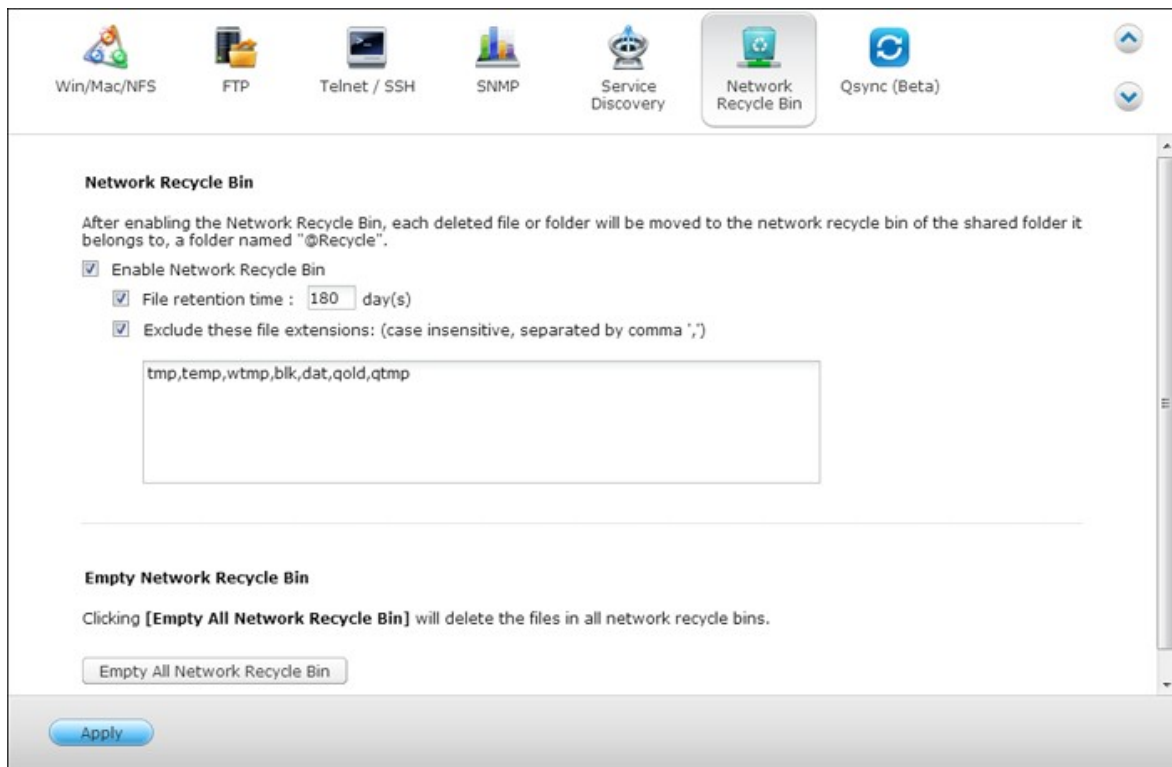 Win/Mac/NFS
FTP
Telnet / SSH
SNMP
Service
Discovery
Network
Recycle Bin
Qsync (Beta)
Network Recycle Bin
After enabling the Network Recycle Bin, each deleted file or folder will be moved to the network recycle bin of the shared folder it
belongs to, a folder named "@Recycle".
Enable Network Recycle Bin
File retention time : 180 day(s)
Exclude these file extensions: (case insensitive, separated by comma ',')
tmp,temp,wtmp,blk,dat,qold,qtmp
Empty Network Recycle Bin
Clicking [Empty All Network Recycle Bin] will delete the files in all network recycle bins.
Empty All Network Recycle Bin
Apply